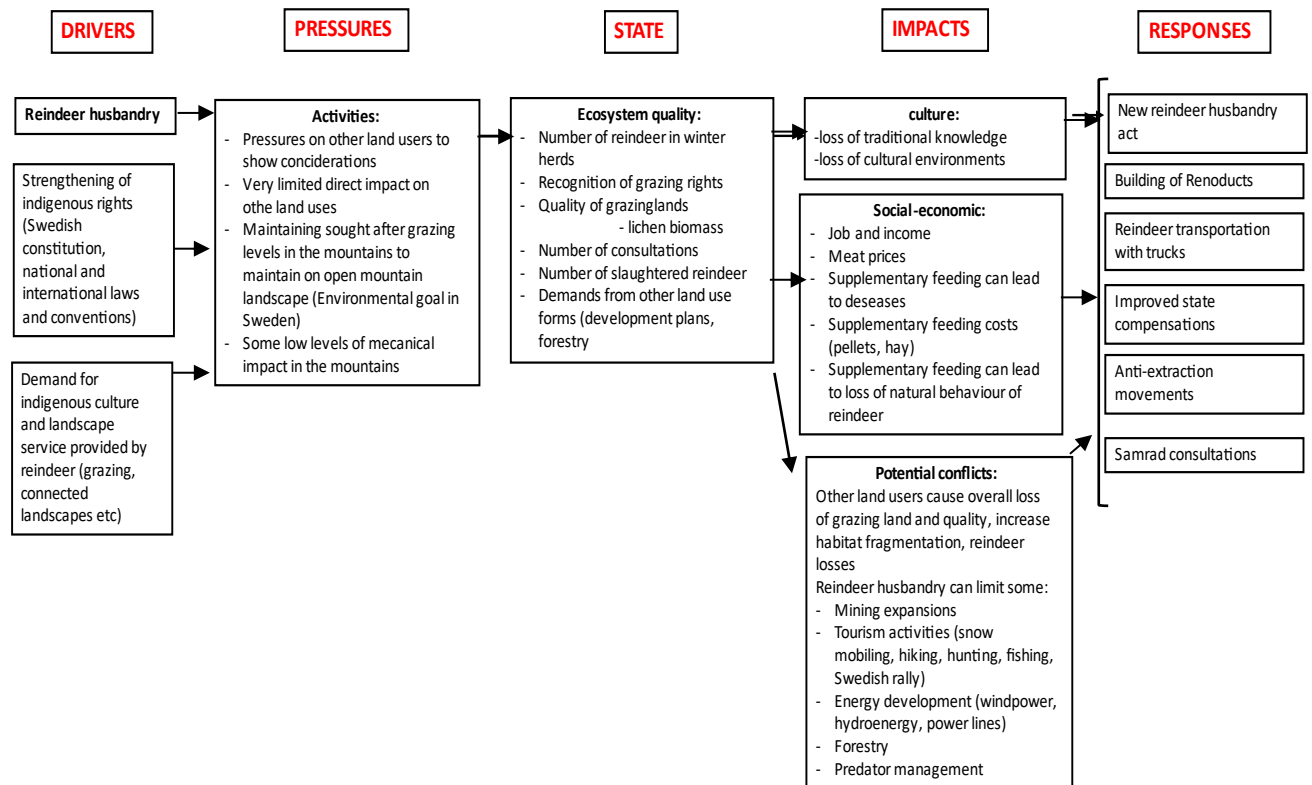 DRIVERS
PRESSURES
STATE
IMPACTS
RESPONSES
Reindeer husbandry
Strengthening of
indigenous rights
(Swedish
constitution,
national and
international laws
and conventions)
Demand for
indigenous culture
and landscape
service provided by
reindeer (grazing,
connected
landscapes etc)
Activities:
- Pressures on other land users to
show conciderations
- Very limited direct impact on
othe land uses
- Maintaining sought after grazing
levels in the mountains to
maintain on open mountain
landscape (Environmental goal in
Sweden)
- Some low levels of mecanical
impact in the mountains
Ecosystem quality:
- Number of reindeer in winter
herds
- Recognition of grazing rights
- Quality of grazinglands
- lichen biomass
- Number of consultations
- Number of slaughtered reindeer
- Demands from other land use
forms (development plans,
forestry
culture:
-loss of traditional knowledge
-loss of cultural environments
Social-economic:
- Job and income
- Meat prices
- Supplementary feeding can lead
to deseases
- Supplementary feeding costs
(pellets, hay)
- Supplementary feeding can lead
to loss of natural behaviour of
reindeer
Potential conflicts:
Other land users cause overall loss
of grazing land and quality, increase
habitat fragmentation, reindeer
losses
Reindeer husbandry can limit some:
- Mining expansions
- Tourism activities (snow
mobiling, hiking, hunting, fishing,
Swedish rally)
- Energy development (windpower,
hydroenergy, power lines)
- Forestry
- Predator management
New reindeer husbandry
act
Building of Renoducts
Reindeer transportation
with trucks
Improved state
compensations
Anti-extraction
movements
Samrad consultations